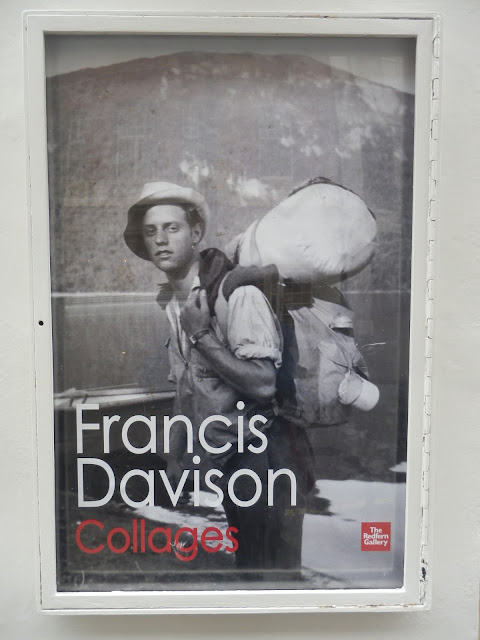 Francis
Davison
Collages
The
Redfern
Gallery